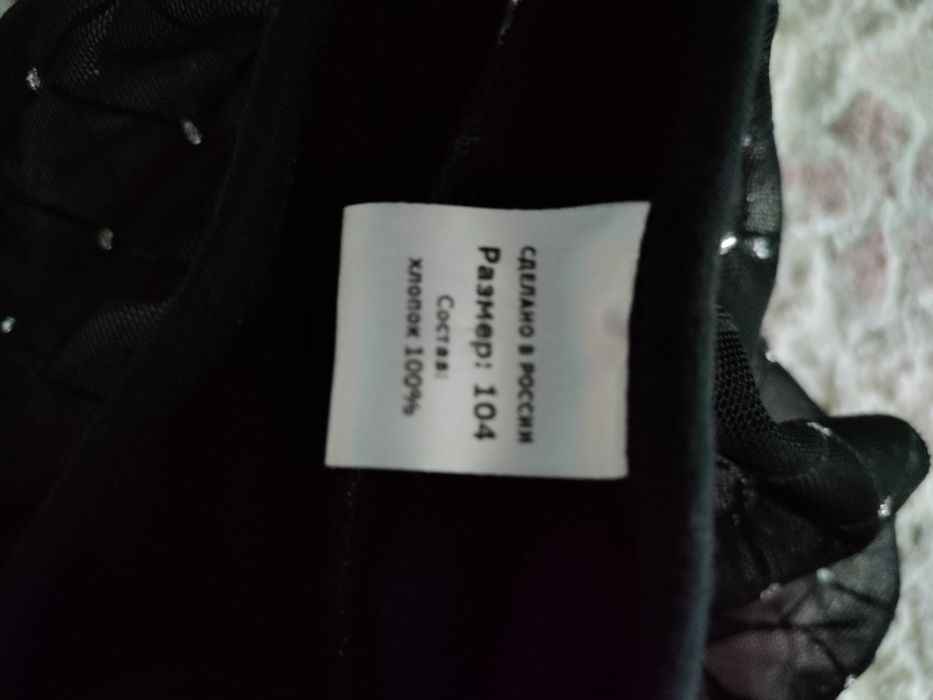 СДЕЛАНО В РОССИИ
Размер: 104
Состав:
хлопок 100%